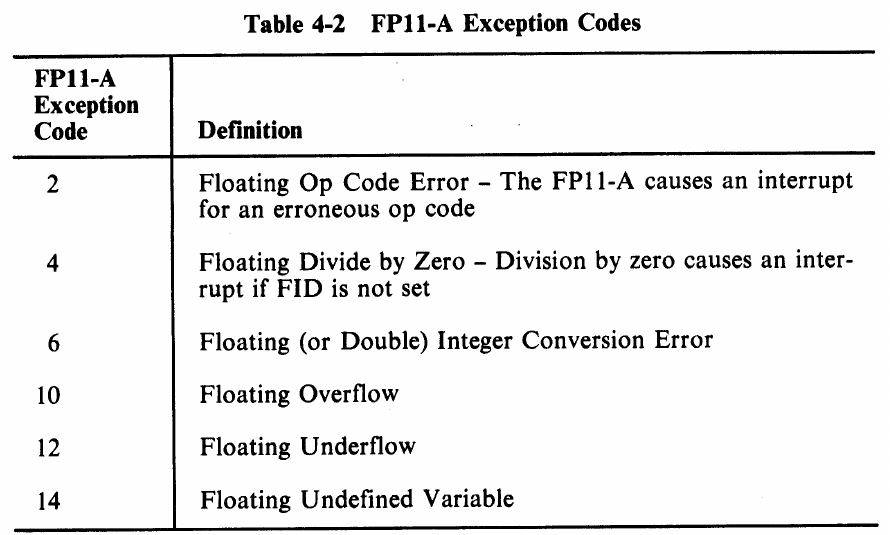 Table 4-2 FP11-A Exception Codes
FP11-A
Exception
Code
Definition
2
Floating Op Code Error – The FP11-A causes an interrupt
for an erroneous op code
4
Floating Divide by Zero – Division by zero causes an inter-
rupt if FID is not set
6
Floating (or Double) Integer Conversion Error
10
Floating Overflow
12
Floating Underflow
14
Floating Undefined Variable